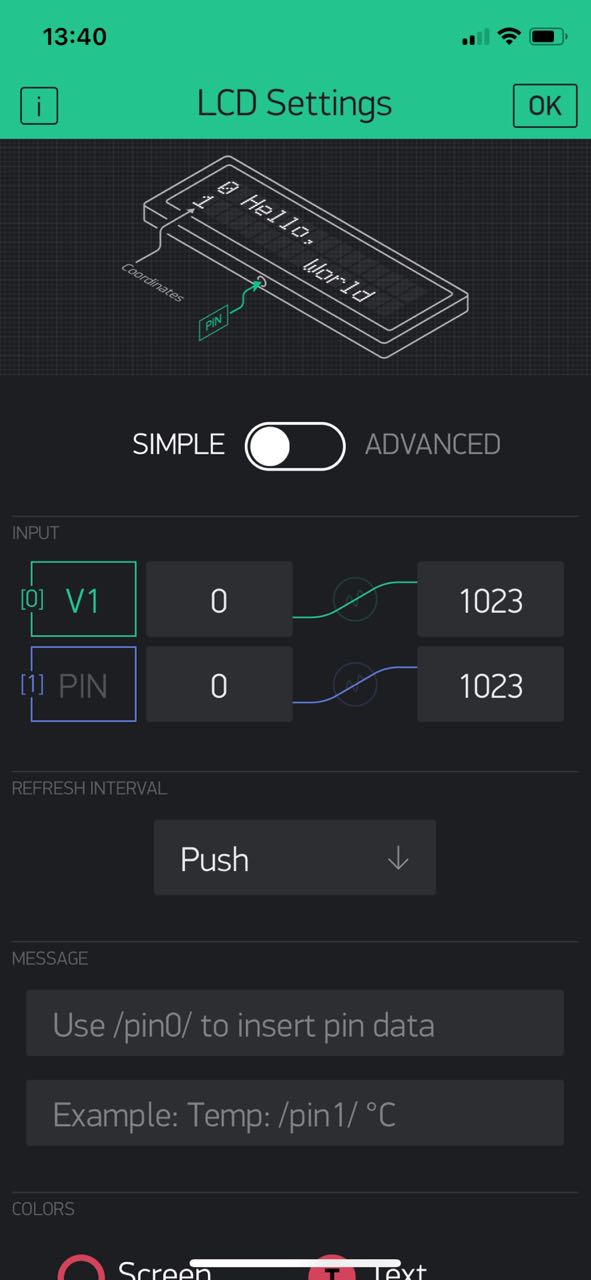 13:40
i
LCD Settings
OK
0 Hello,
1
World
Coordinates
PIN
SIMPLE
ADVANCED
INPUT
[0] V1 0 1023
[1] PIN 0 1023
REFRESH INTERVAL
Push
MESSAGE
Use /pin0/ to insert pin data
Example: Temp: /pin1/ °C
COLORS
Screen
T Text